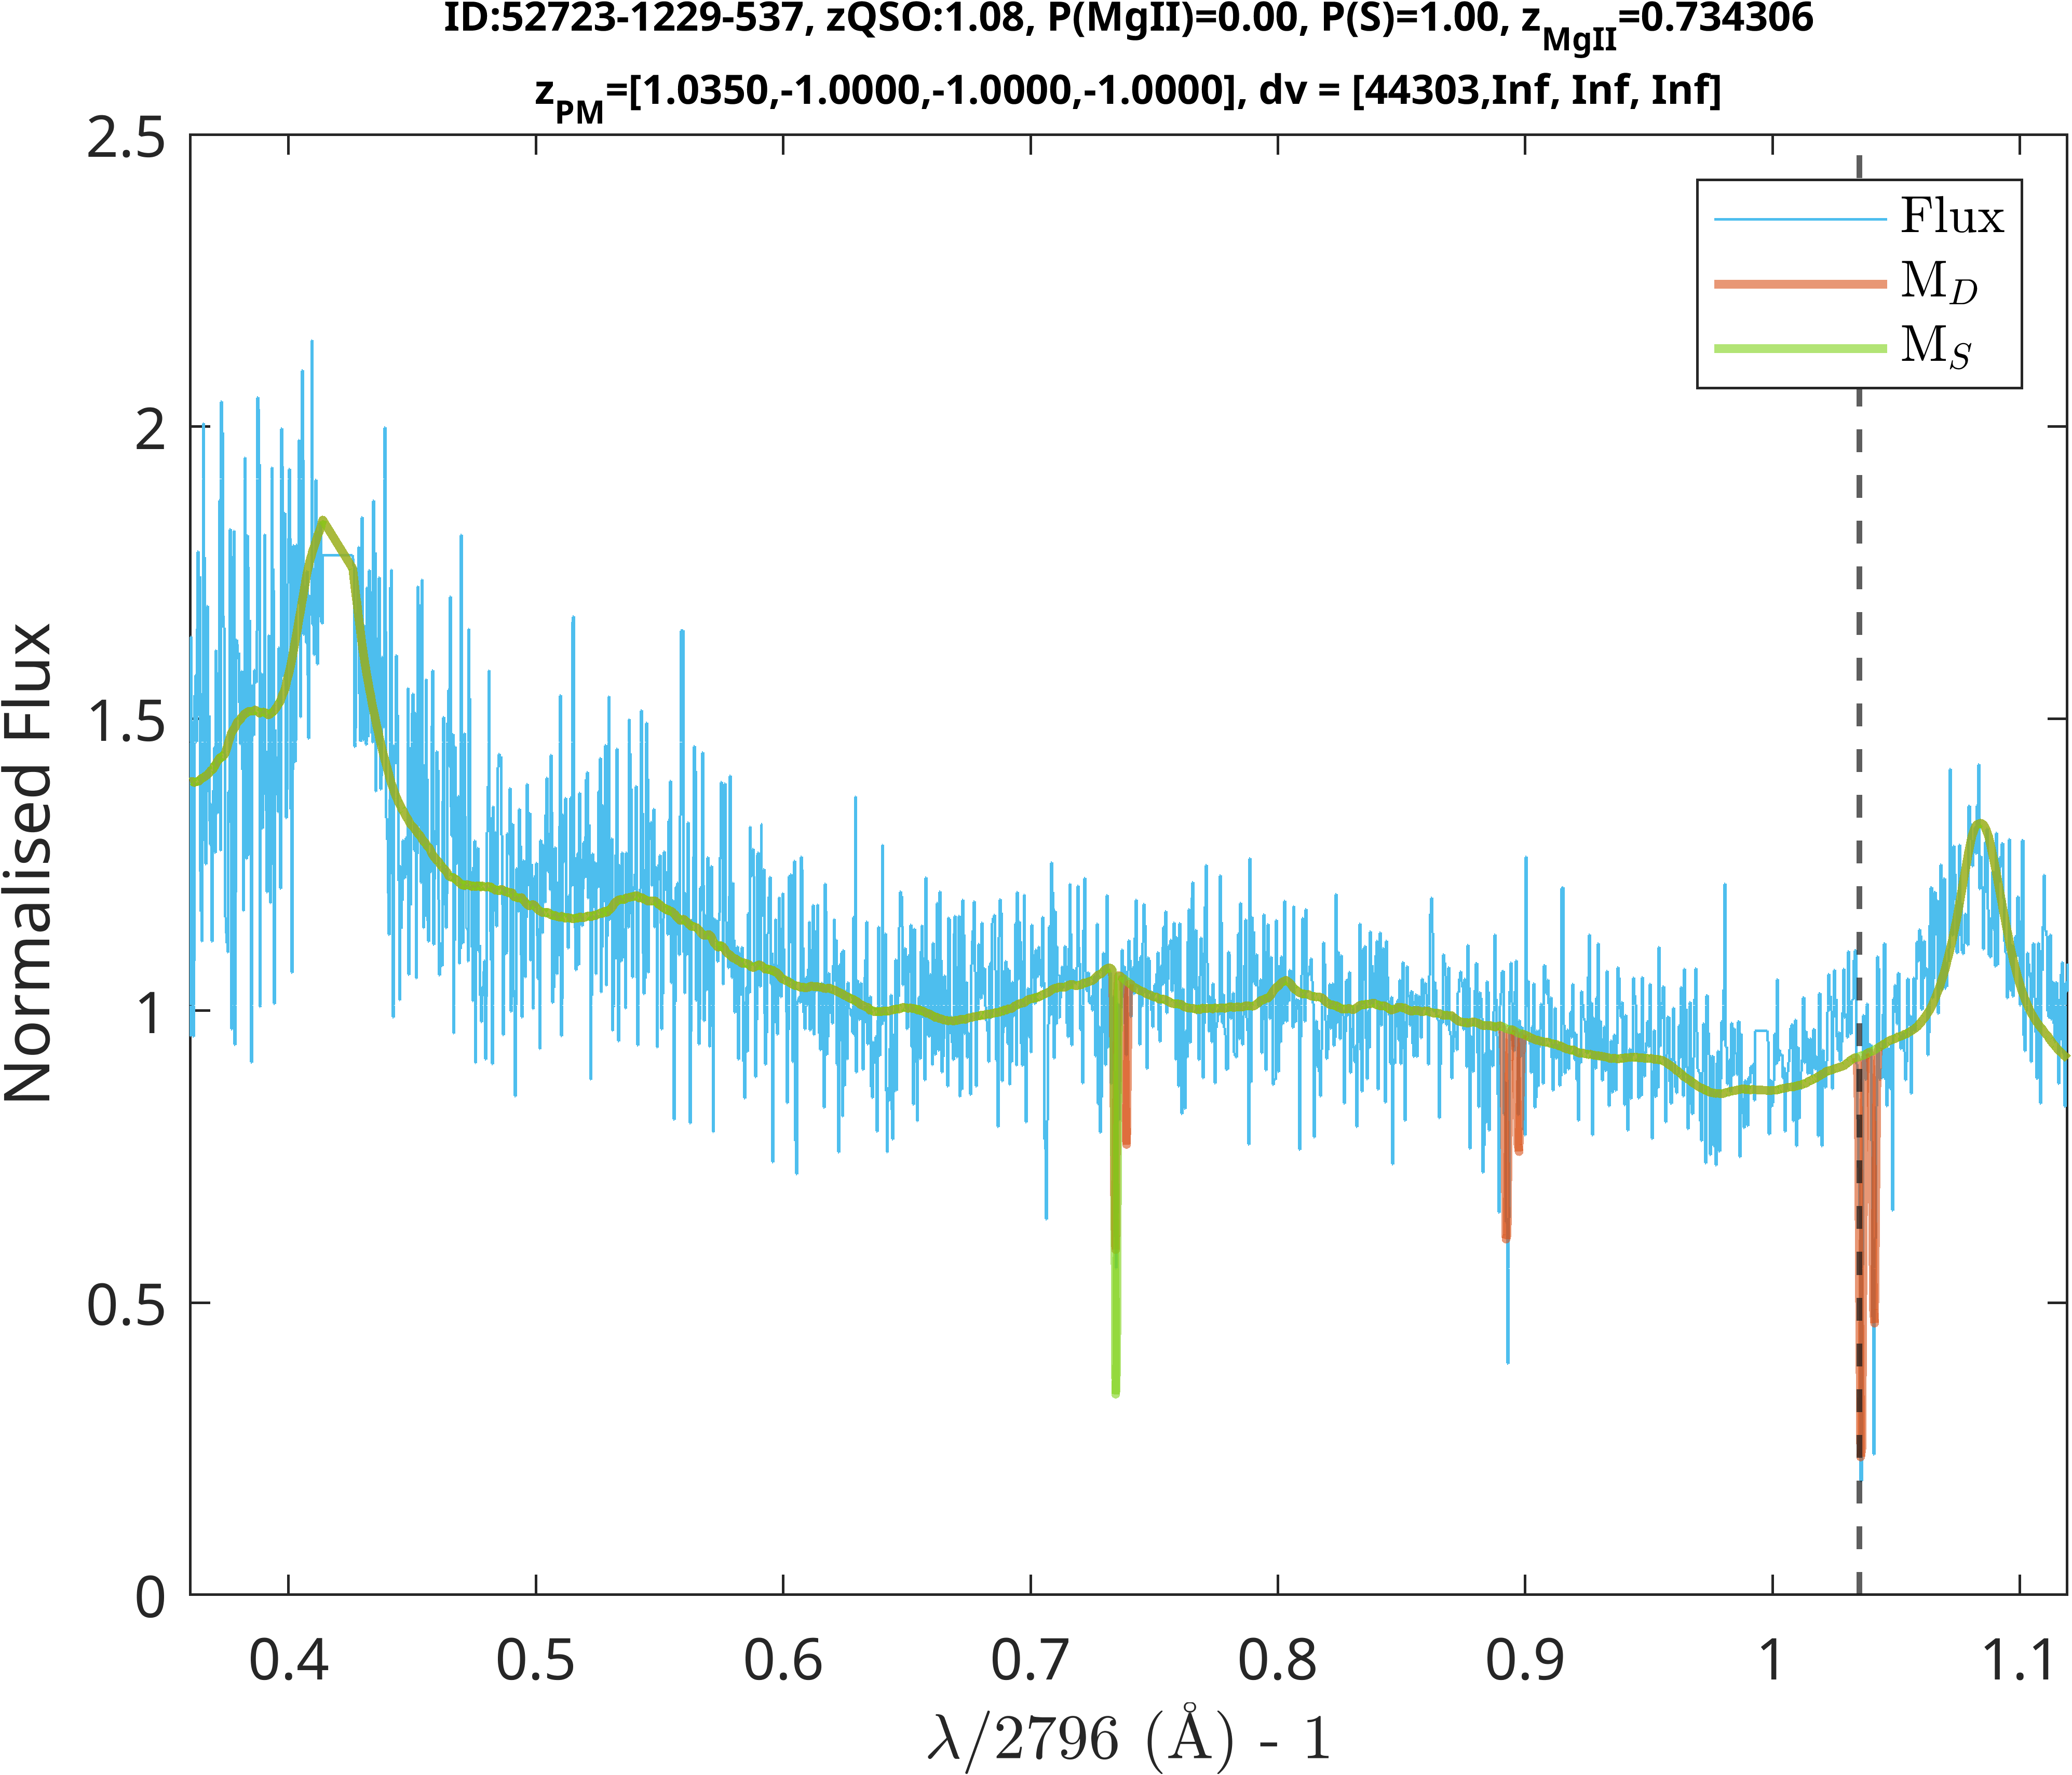 ID:52723-1229-537, zQSO:1.08, P(MgII)=0.00, P(S)=1.00, zMgII=0.734306
zPM=[1.0350,-1.0000,-1.0000,-1.0000], dv = [44303,Inf, Inf, Inf]
2.5
2
1.5
1
0.5
0
Normalised Flux
Flux
MD
MS
0.4 0.5 0.6 0.7 0.8 0.9 1 1.1
λ/2796 (Å) - 1